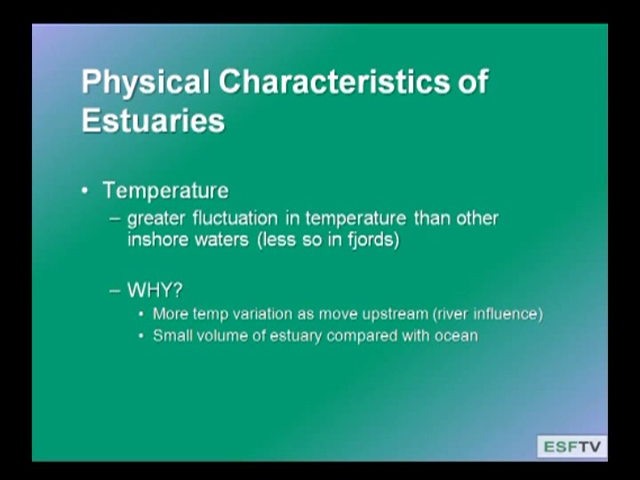 Physical Characteristics of
Estuaries
• Temperature
– greater fluctuation in temperature than other
inshore waters (less so in fjords)
– WHY?
• More temp variation as move upstream (river influence)
• Small volume of estuary compared with ocean
ESFTV